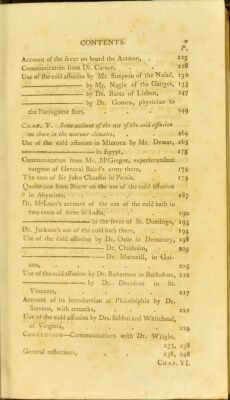 CONTENTS. v
P.
Account of the fever on board the Actæon, 125
Communication from Dr. Currie, 128
Use of the cold affusion by Mr. Simpson of the Naiad, 130
by Mr. Nagle of the Ganges, 133
by Dr. Baeta of Lisbon, 147
by Dr. Gomez, physician to
the Portuguese fleet, 149
CHAP. V. Some account of the use of the cold affusion
on shore in the warmer climates, 164
Use of the cold affusion in Minorca by Mr. Dewar, 165
in Egypt, 175
Communication from Mr. M'Gregor, superintendant
surgeon of General Baird's army there, 174
The case of Sir John Chardin in Persia, 179
Quotations from Bruce on the use of the cold affusion
in Abyssinia, 187
Dr. M'Lean's account of the use of the cold bath in
two cases of fever in India, 190
in the fever of St. Domingo, 192
Dr. Jackson's use of the cold bath there, 194
Use of the cold affusion by Dr. Ord in Demerary, 198
Dr. Chisholm, 203
Dr. Macneill, in Gui-
ana, 205
Use of the cold affusion by Dr. Robertson in Barbadoes, 212
by Dr. Davidson in St.
Vincents, 217
Account of its introduction at Philadelphia by Dr.
Stevens, with remarks, 221
Use of the cold affusion by Drs. Selden and Whitehead,
of Virginia, 229
CONCLUSION—Communications with Dr. Wright,
235, 238
General reflections, 238, 248
CHAP. VI.